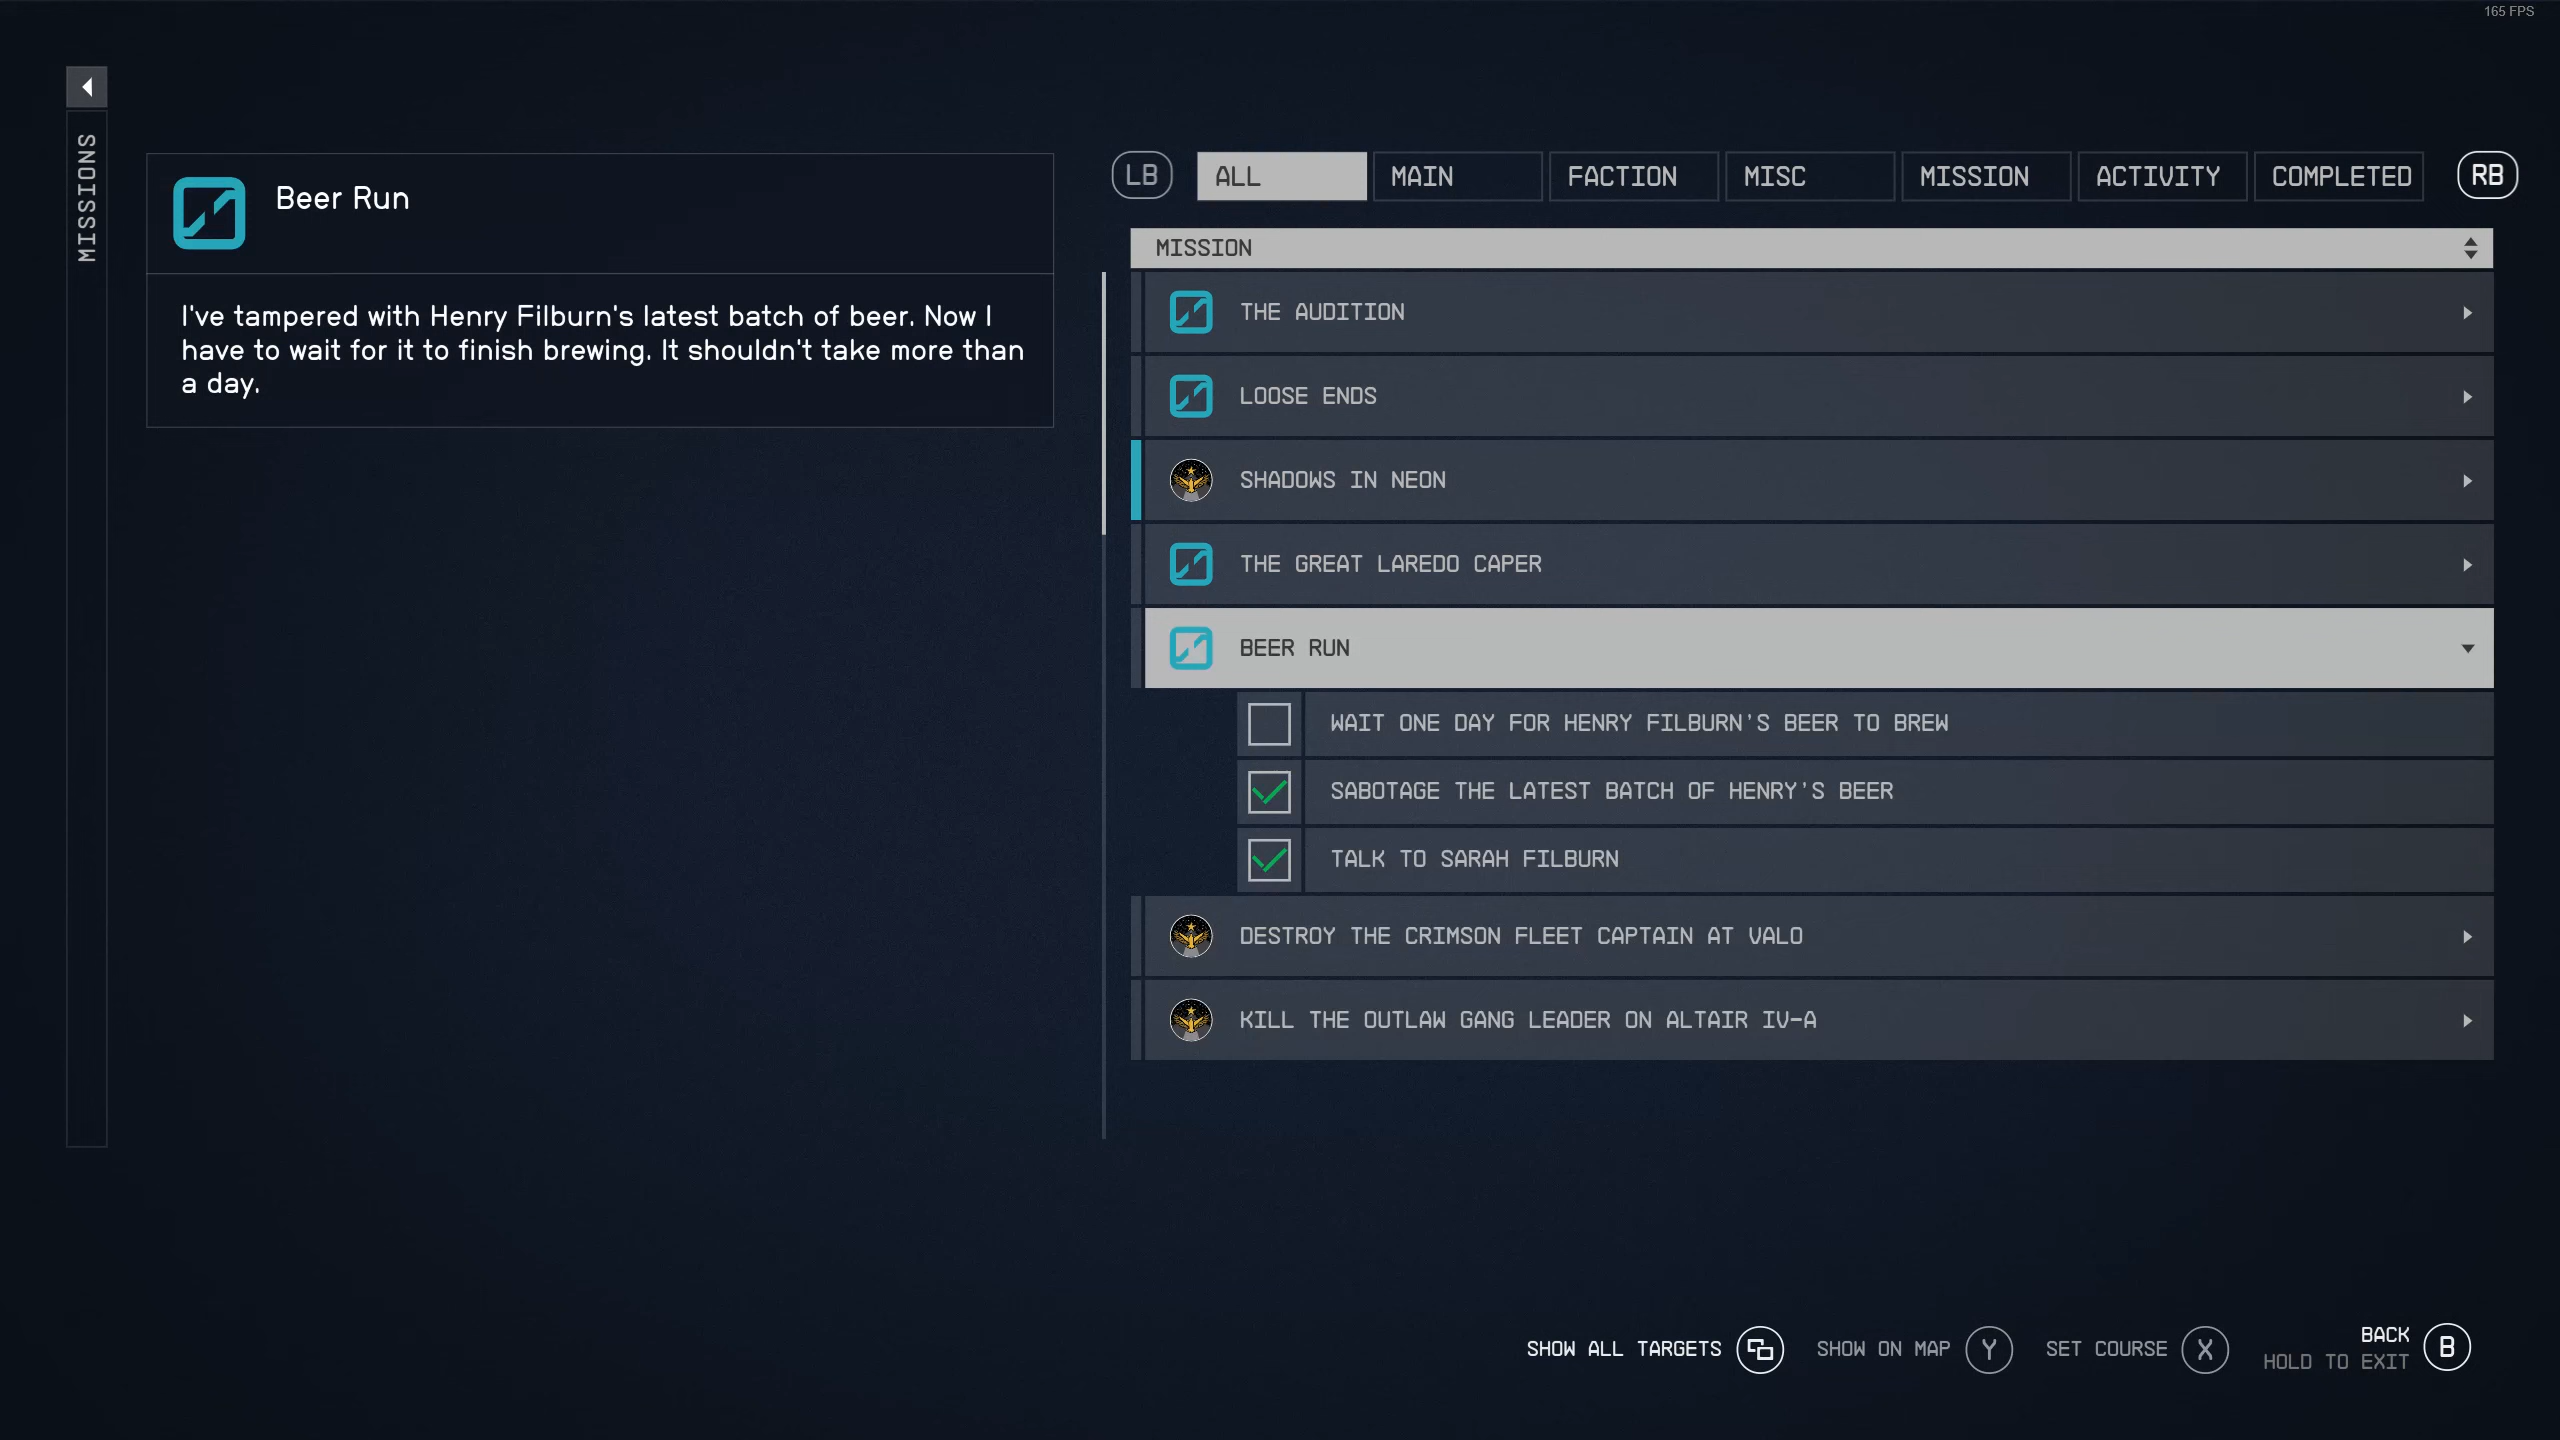 165 FPS
MISSIONS
Beer Run
I've tampered with Henry Filburn's latest batch of beer. Now I
have to wait for it to finish brewing. It shouldn't take more than
a day.
LB ALL MAIN FACTION MISC MISSION ACTIVITY COMPLETED RB
MISSION
THE AUDITION
LOOSE ENDS
SHADOWS IN NEON
THE GREAT LAREDO CAPER
BEER RUN
WAIT ONE DAY FOR HENRY FILBURN'S BEER TO BREW
SABOTAGE THE LATEST BATCH OF HENRY'S BEER
TALK TO SARAH FILBURN
DESTROY THE CRIMSON FLEET CAPTAIN AT VALO
KILL THE OUTLAW GANG LEADER ON ALTAIR IV-A
SHOW ALL TARGETS SHOW ON MAP Y SET COURSE X BACK B
HOLD TO EXIT